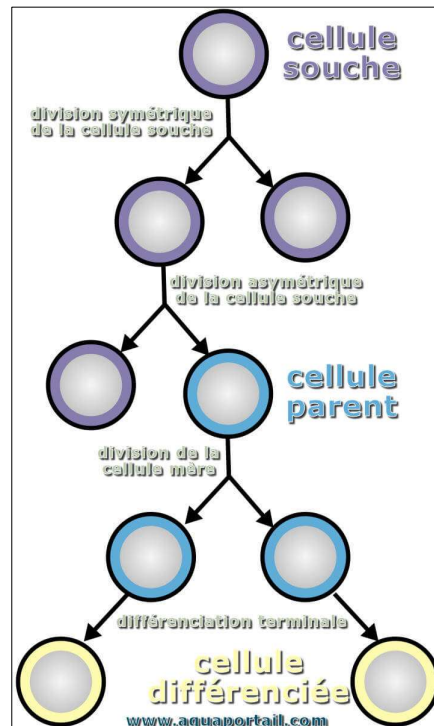 cellule
souche
division symétrique
de la cellule souche
division asymétrique
de la cellule souche
cellule
parent
division de la
cellule mère
différenciation terminale
cellule
différenciée
www.aquaportail.com